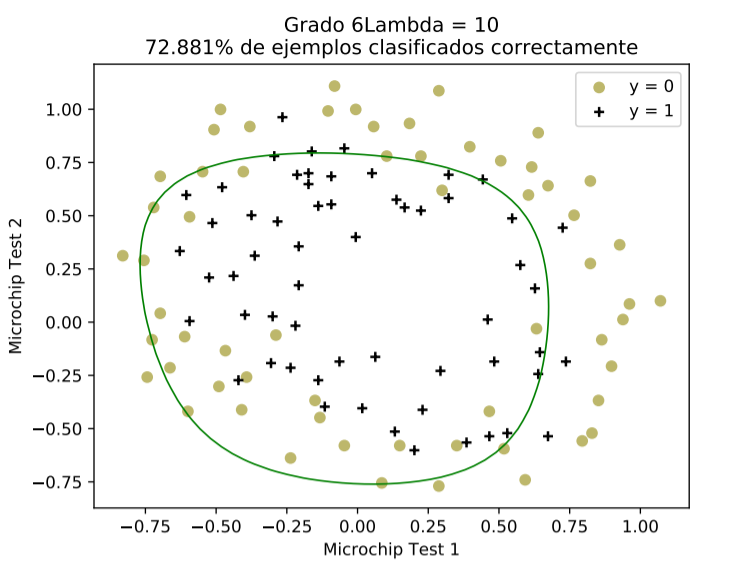 Grado 6Lambda = 10
72.881% de ejemplos clasificados correctamente
y = 0
y = 1
1.00
0.75
0.50
0.25
0.00
−0.25
−0.50
−0.75
Microchip Test 2
−0.75
−0.50
−0.25
0.00
0.25
0.50
0.75
1.00
Microchip Test 1